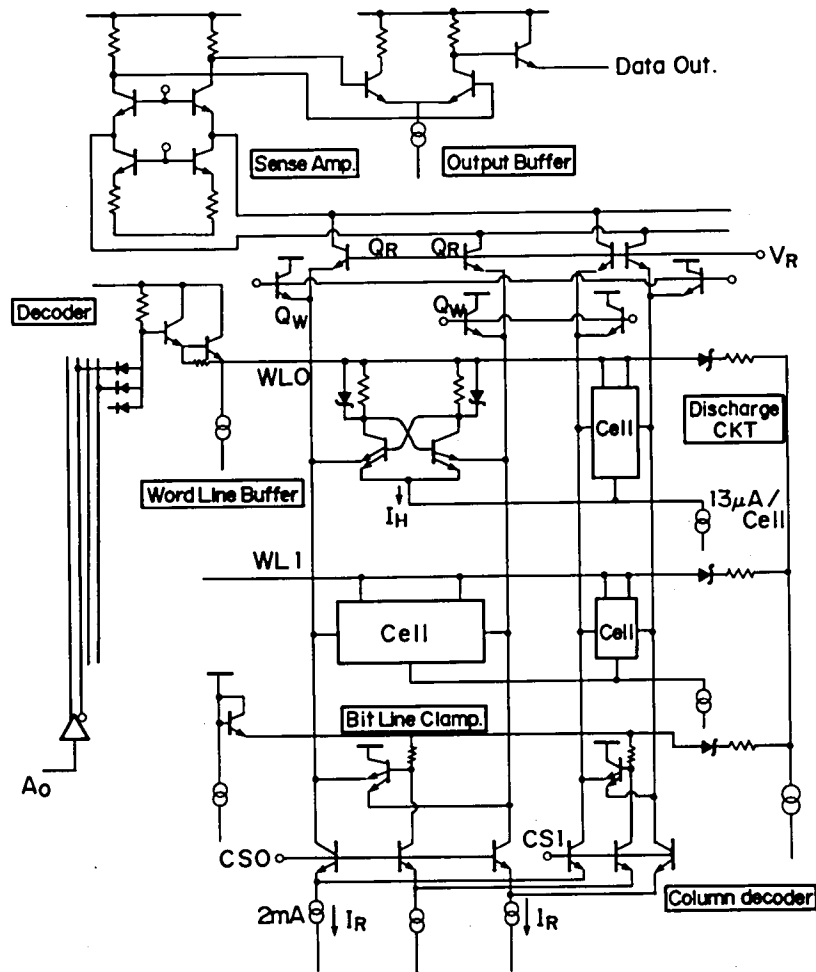 Data Out.
Sense Amp.
Output Buffer
QR
QR
VR
Decoder
QW
QW
WL0
Cell
Discharge
CKT
Word Line Buffer
IH
13μA/
Cell
WL1
Cell
Cell
Bit Line Clamp.
A0
CS0
CS1
Column decoder
2mA
IR
IR